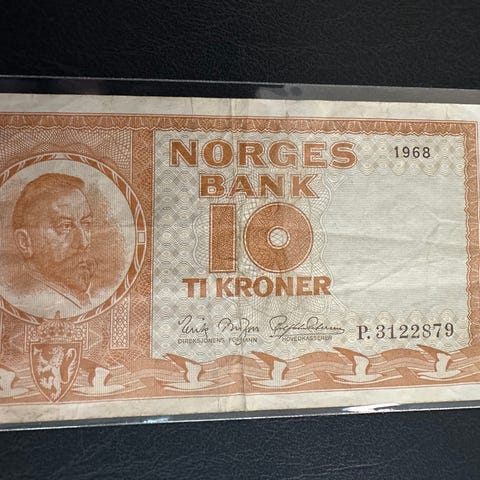 NORGES
BANK
1968
10
TI KRONER
DIREKSJONENS FORMANN
HOVEDKASSERER
P.3122879